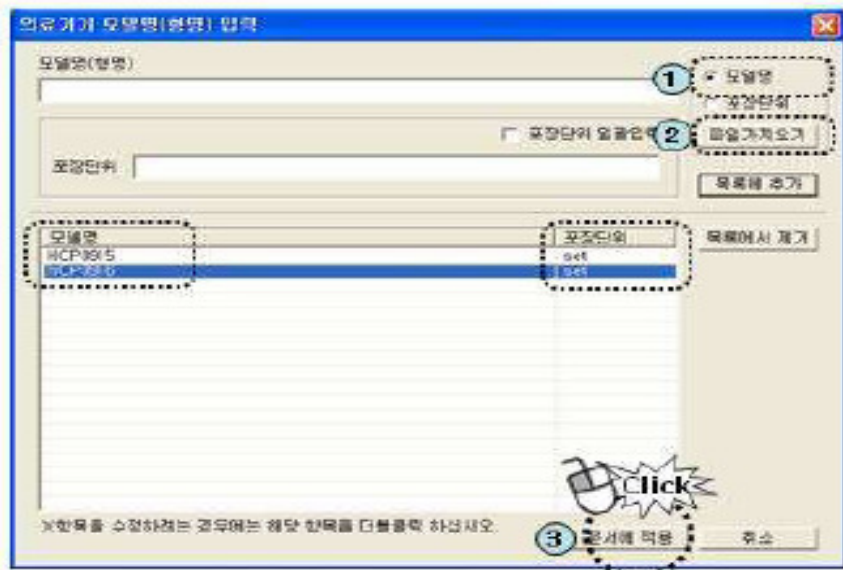 의료기기 모델명(형명) 입력
모델명(형명)
1
모델명
포장단위
포장단위 일괄입력
2
파일가져오기
포장단위
목록에 추가
모델명
포장단위
목록에서 제거
set
set
Click
※항목을 수정하려는 경우에는 해당 항목을 더블클릭 하십시오.
3
문서에 적용
취소